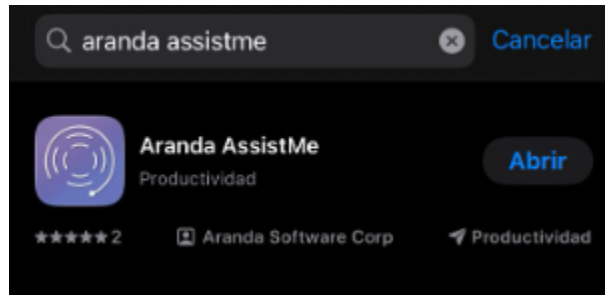 aranda assistme Cancelar
Aranda AssistMe
Productividad
Abrir
★★★★★ 2 Aranda Software Corp Productividad